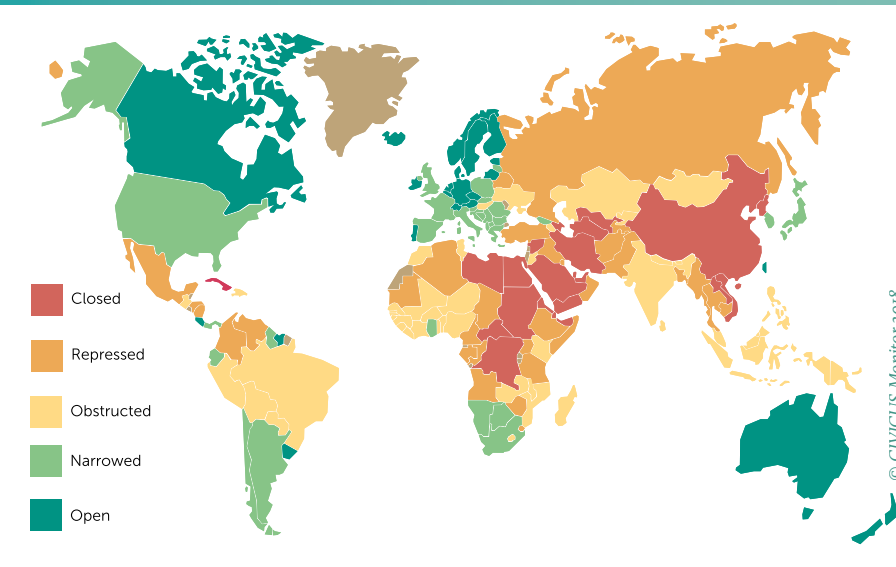 Closed
Repressed
Obstructed
Narrowed
Open
© CIVICUS Monitor 2018